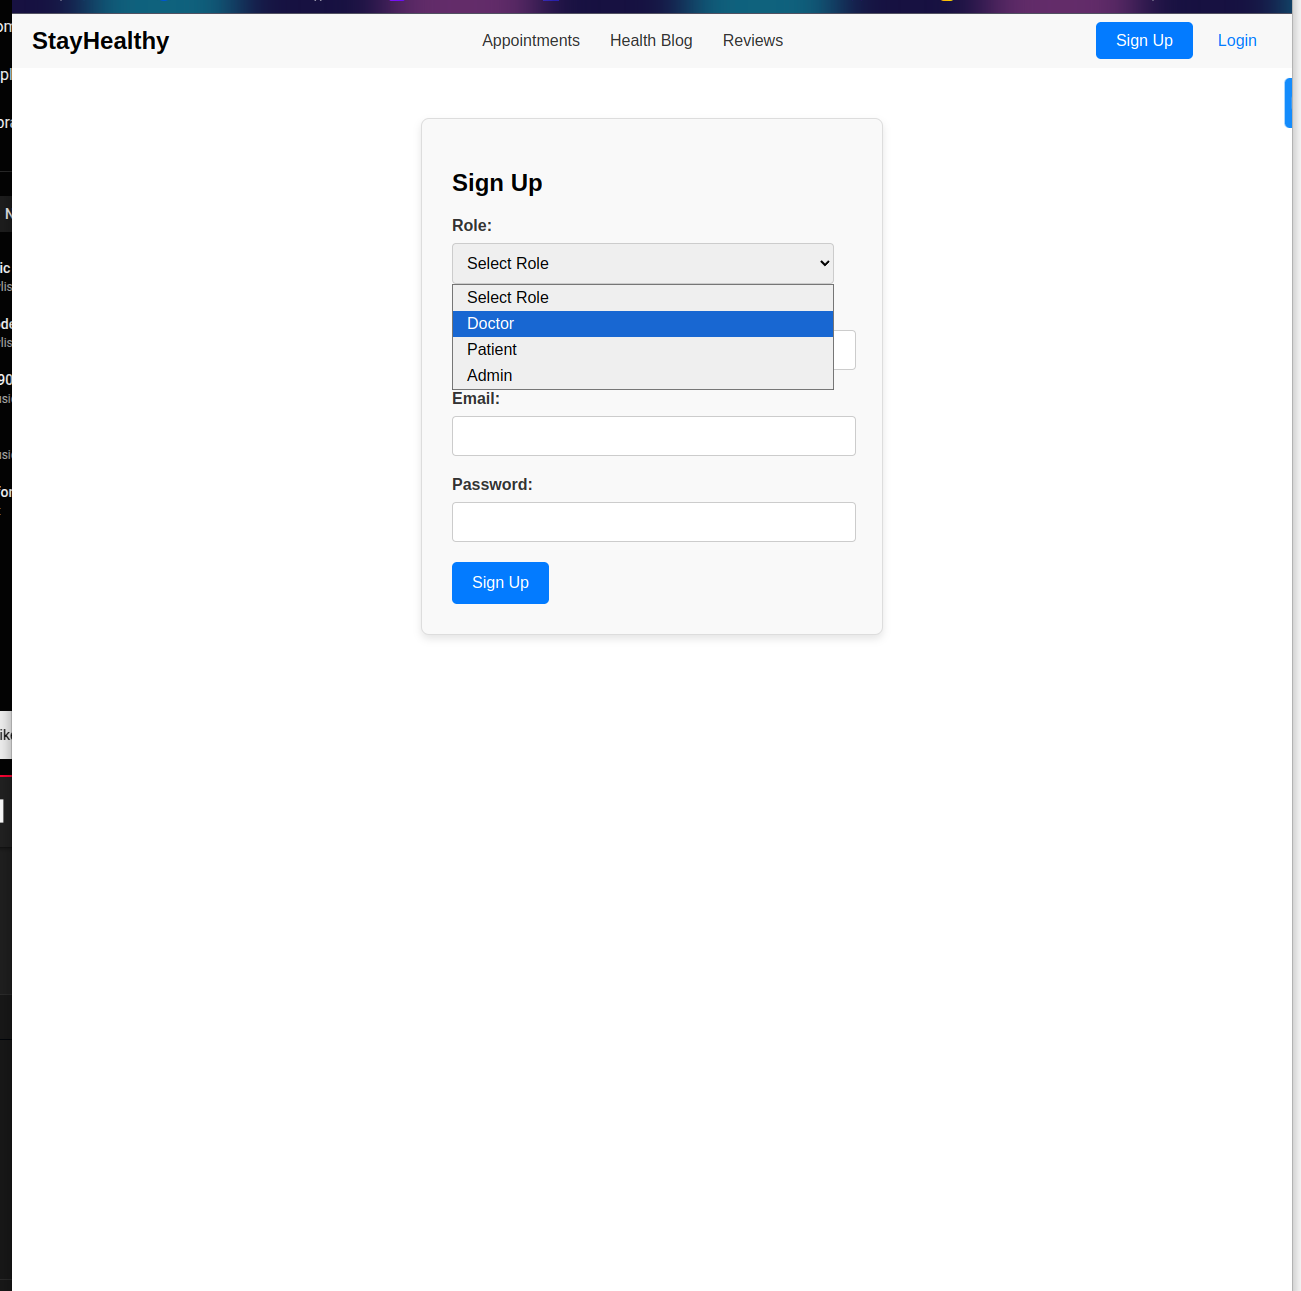 StayHealthy
Appointments
Health Blog
Reviews
Sign Up
Login
Sign Up
Role:
Select Role
Select Role
Doctor
Patient
Admin
Email:
Password:
Sign Up